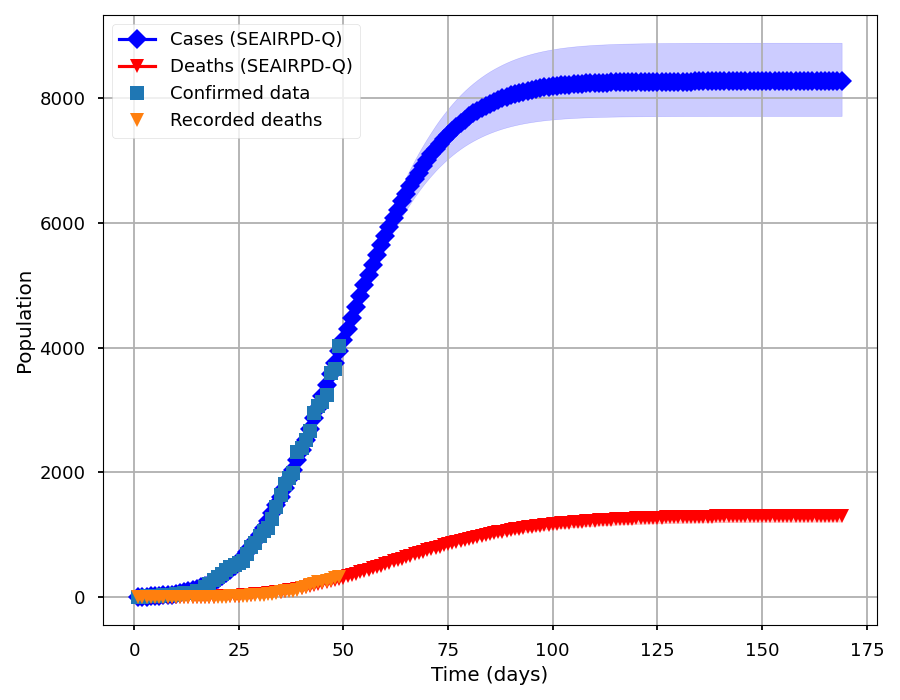 Cases (SEAIRPD-Q)
Deaths (SEAIRPD-Q)
Confirmed data
Recorded deaths
Population
8000
6000
4000
2000
0
0 25 50 75 100 125 150 175
Time (days)